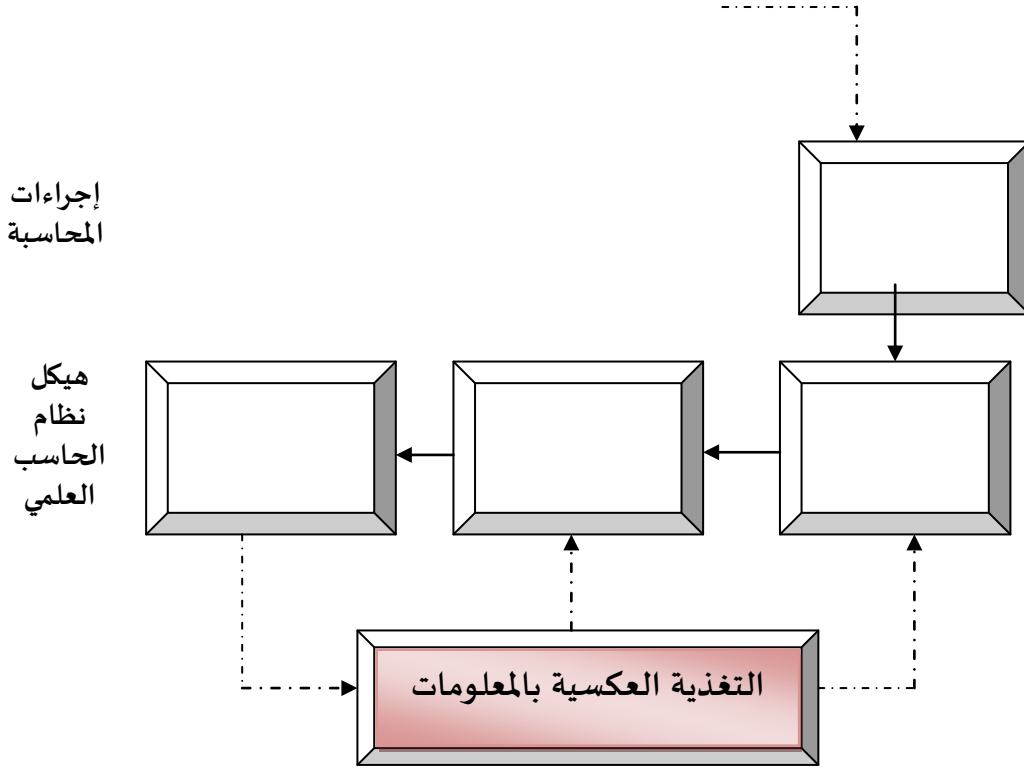 إجراءات
المحاسبة
هيكل
نظام
الحاسب
العلمي
التغذية العكسية بالمعلومات